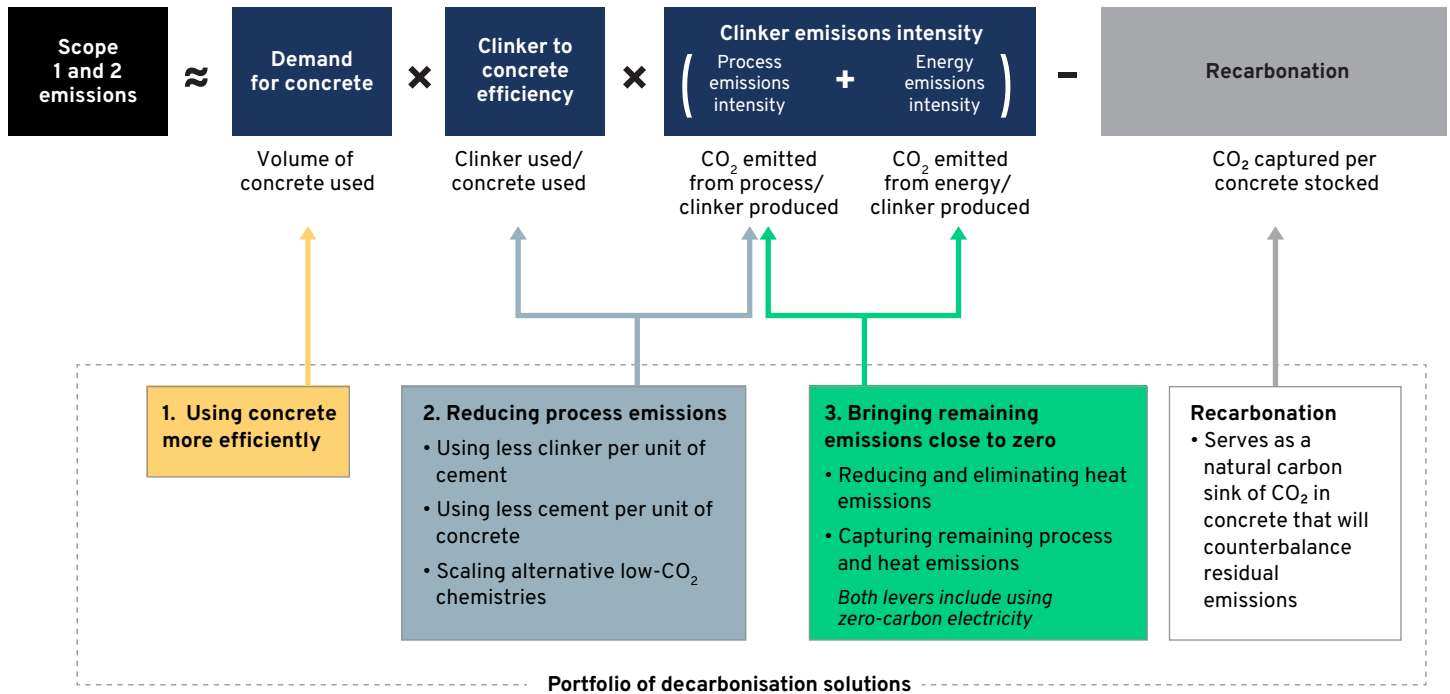 Scope
1 and 2
emissions
≈
Demand
for concrete
×
Clinker to
concrete
efficiency
×
Clinker emisisons intensity
(
Process
emissions
intensity
+
Energy
emissions
intensity
)
–
Recarbonation
Volume of
concrete used
Clinker used/
concrete used
CO₂ emitted
from process/
clinker produced
CO₂ emitted
from energy/
clinker produced
CO₂ captured per
concrete stocked
1. Using concrete
more efficiently
2. Reducing process emissions
• Using less clinker per unit of
cement
• Using less cement per unit of
concrete
• Scaling alternative low-CO₂
chemistries
3. Bringing remaining
emissions close to zero
• Reducing and eliminating heat
emissions
• Capturing remaining process
and heat emissions
Both levers include using
zero-carbon electricity
Recarbonation
• Serves as a
natural carbon
sink of CO₂ in
concrete that will
counterbalance
residual
emissions
Portfolio of decarbonisation solutions